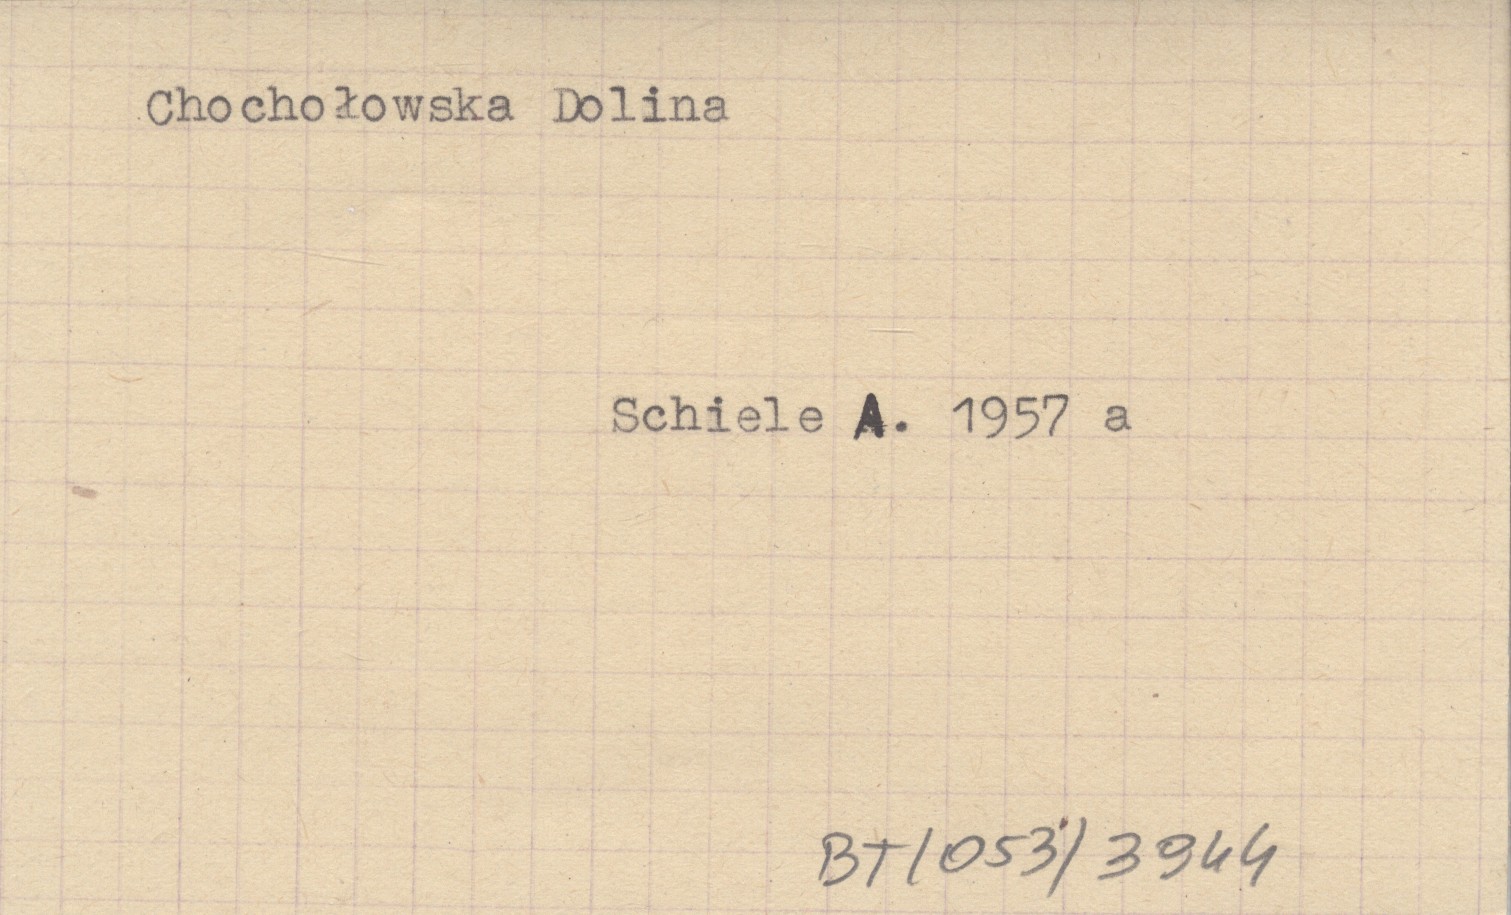 Chochołowska Dolina
Schiele A. 1957 a
BT/053/3944